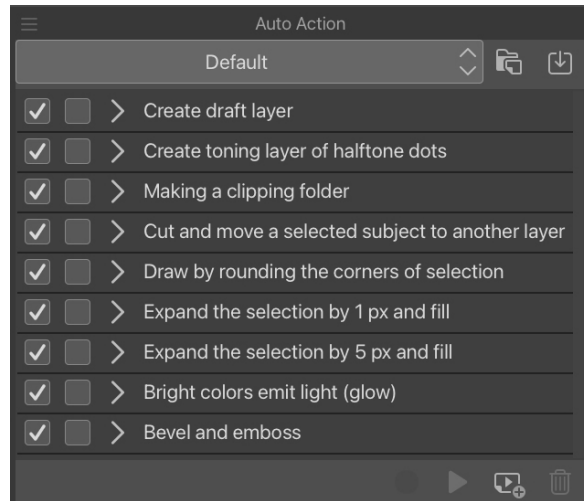 Auto Action
Default
Create draft layer
Create toning layer of halftone dots
Making a clipping folder
Cut and move a selected subject to another layer
Draw by rounding the corners of selection
Expand the selection by 1 px and fill
Expand the selection by 5 px and fill
Bright colors emit light (glow)
Bevel and emboss